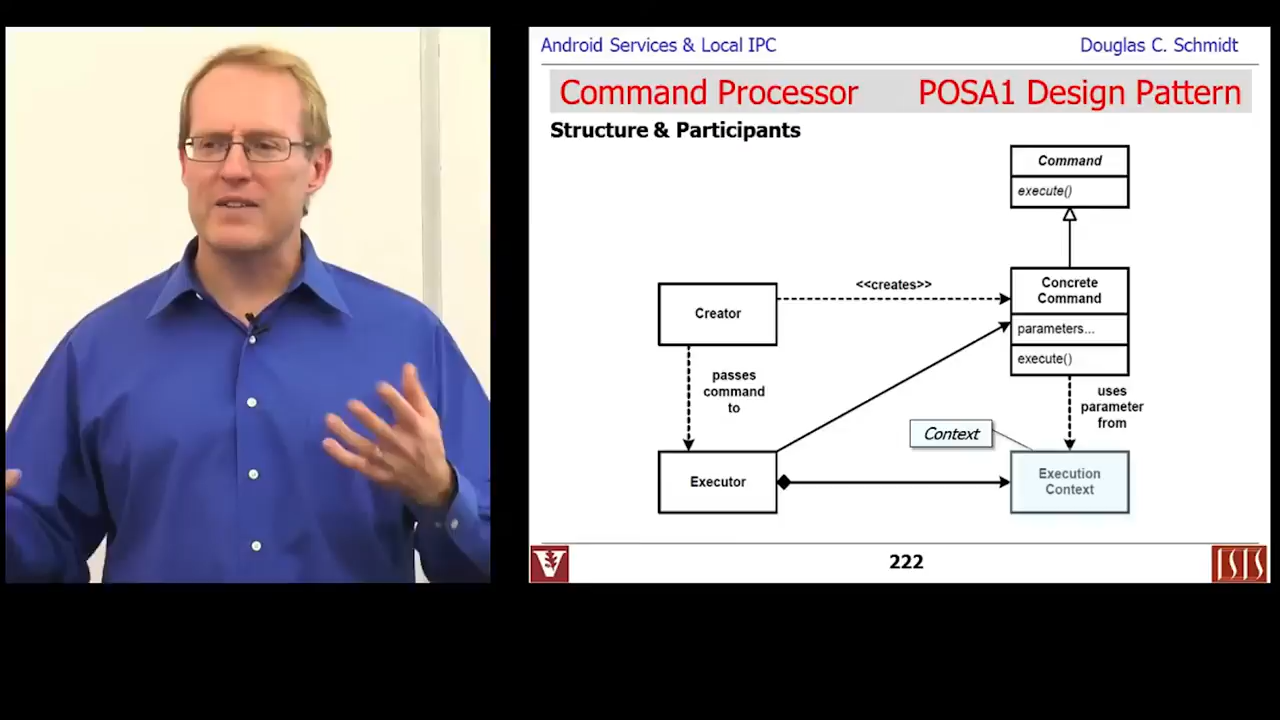 Android Services & Local IPC
Douglas C. Schmidt
Command Processor
POSA1 Design Pattern
Structure & Participants
Command
execute()
<<creates>>
Concrete
Command
parameters...
execute()
Creator
passes
command
to
uses
parameter
from
Context
Executor
Execution
Context
222
V
ISIS